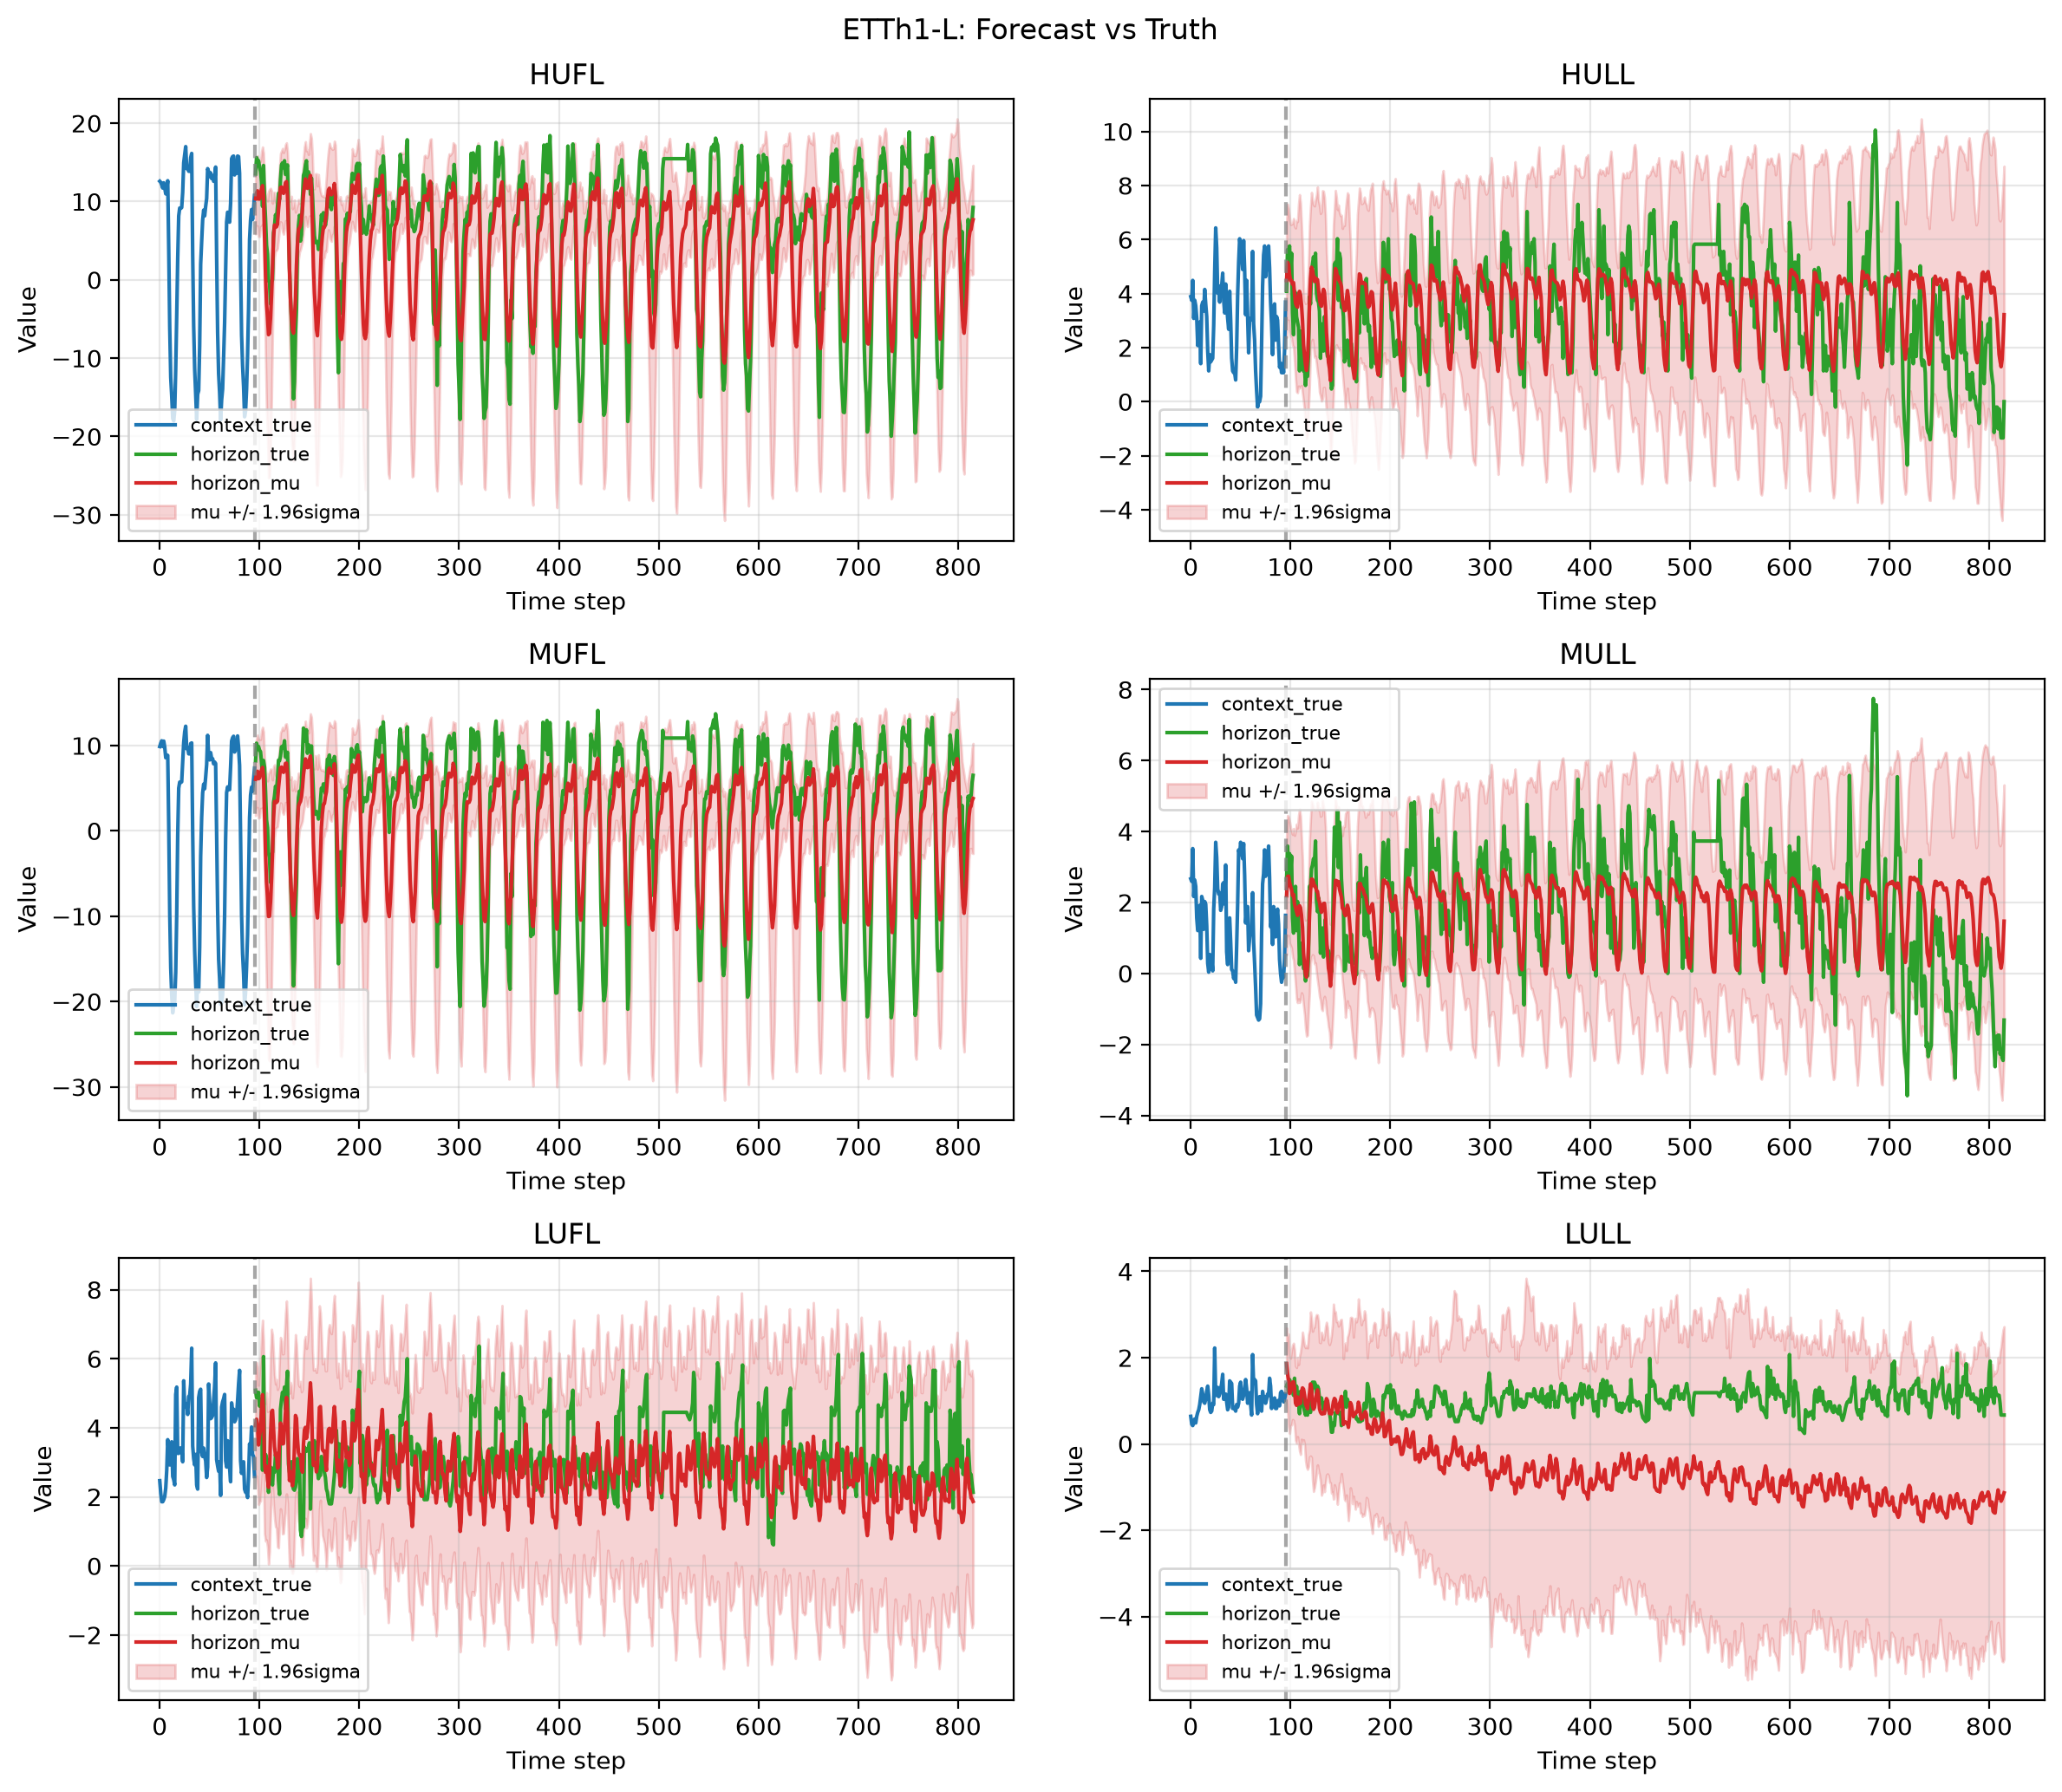 ETTh1-L: Forecast vs Truth
HUFL
Value
20
10
0
−10
−20
−30
context_true
horizon_true
horizon_mu
mu +/- 1.96sigma
0 100 200 300 400 500 600 700 800
Time step
HULL
Value
10
8
6
4
2
0
−2
−4
context_true
horizon_true
horizon_mu
mu +/- 1.96sigma
0 100 200 300 400 500 600 700 800
Time step
MUFL
Value
10
0
−10
−20
−30
context_true
horizon_true
horizon_mu
mu +/- 1.96sigma
0 100 200 300 400 500 600 700 800
Time step
MULL
Value
8
6
4
2
0
−2
−4
context_true
horizon_true
horizon_mu
mu +/- 1.96sigma
0 100 200 300 400 500 600 700 800
Time step
LUFL
Value
8
6
4
2
0
−2
context_true
horizon_true
horizon_mu
mu +/- 1.96sigma
0 100 200 300 400 500 600 700 800
Time step
LULL
Value
4
2
0
−2
−4
context_true
horizon_true
horizon_mu
mu +/- 1.96sigma
0 100 200 300 400 500 600 700 800
Time step